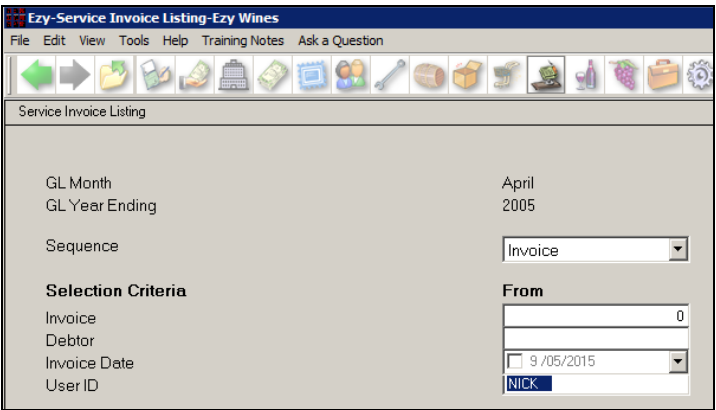 Ezy-Service Invoice Listing-Ezy Wines
File Edit View Tools Help Training Notes Ask a Question
Service Invoice Listing
GL Month April
GL Year Ending 2005
Sequence Invoice
Selection Criteria From
Invoice 0
Debtor
Invoice Date 9 /05/2015
User ID NICK